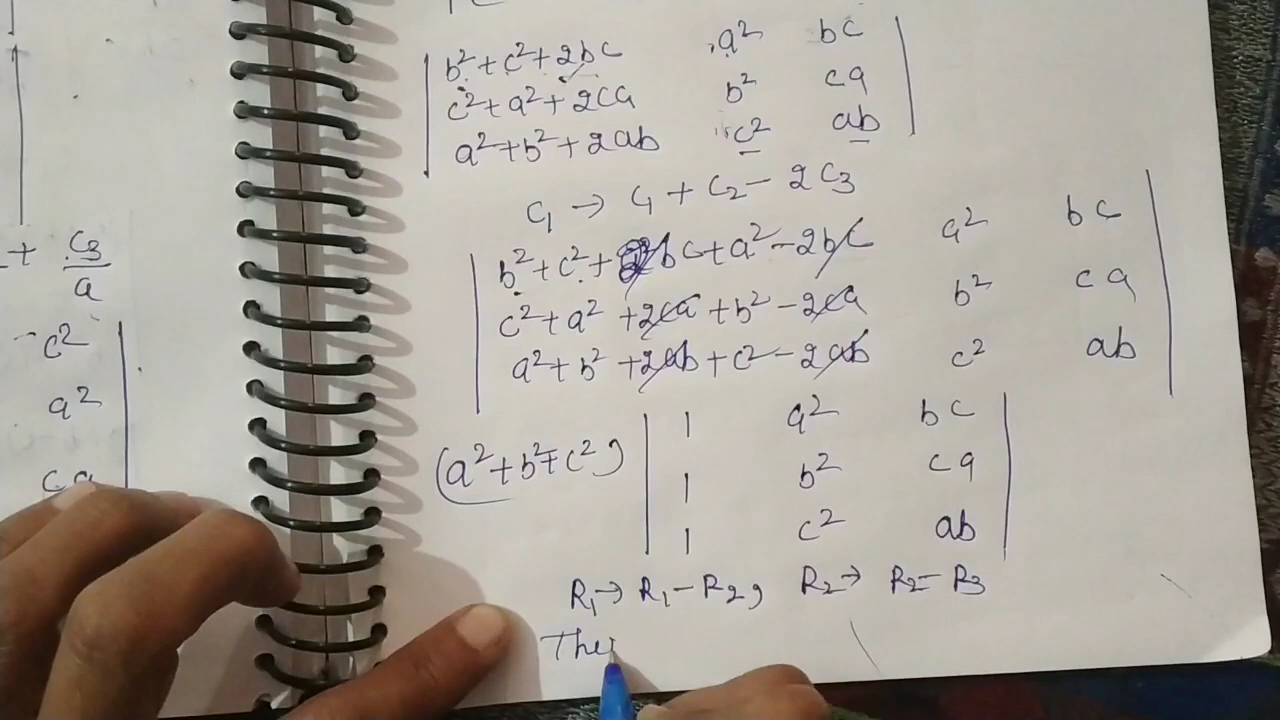 + C3/a
- c²
a²
ca
b²+c²+2bc a² bc
c²+a²+2ca b² ca
a²+b²+2ab c² ab
C1 → C1 + C2 - 2C3
b²+c²+2bc+a²-2bc a² bc
c²+a²+2ca+b²-2ca b² ca
a²+b²+2ab+c²-2ab c² ab
(a²+b²+c²) 1 a² bc
1 b² ca
1 c² ab
R1→R1-R2, R2→ R2-R3
The